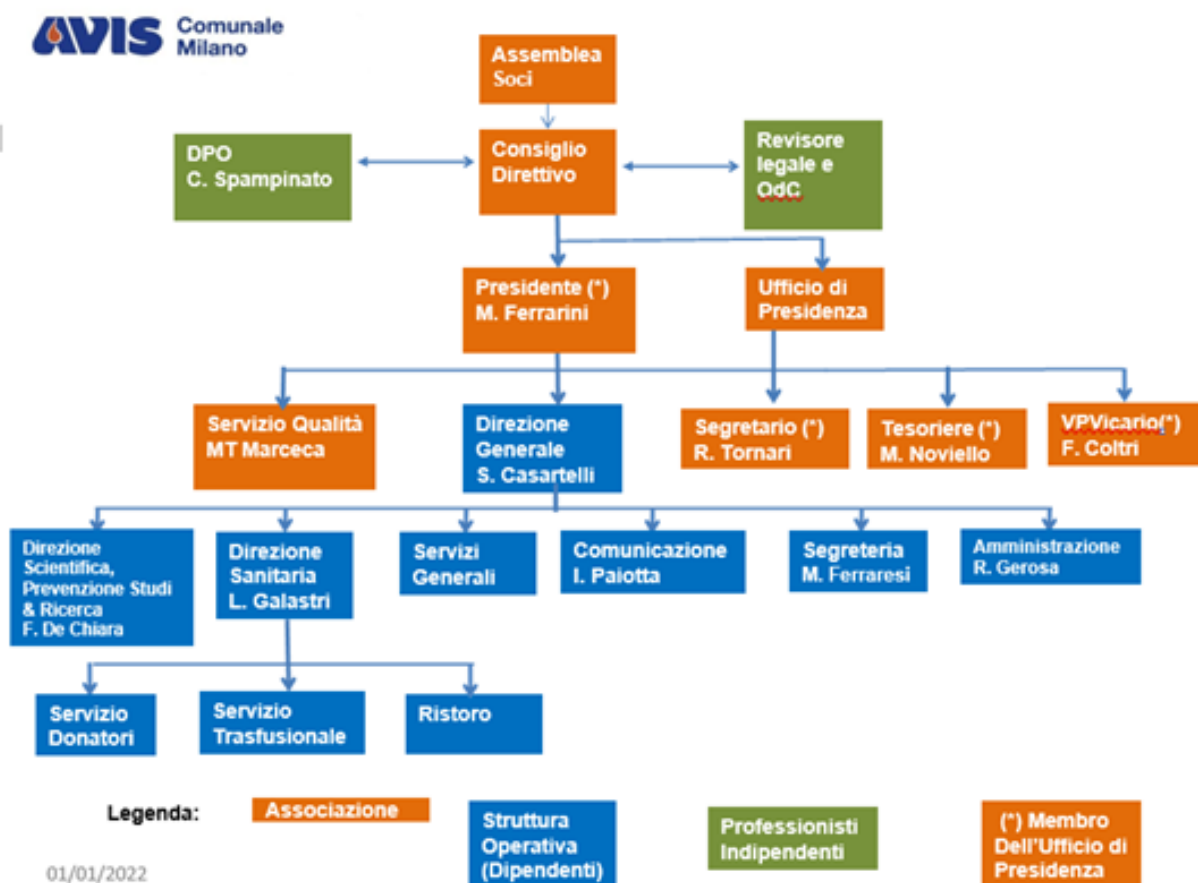 AVIS Comunale
Milano
Assemblea
Soci
DPO
C. Spampinato
Consiglio
Direttivo
Revisore
legale e
OdC
Presidente (*)
M. Ferrarini
Ufficio di
Presidenza
Servizio Qualità
MT Marceca
Direzione
Generale
S. Casartelli
Segretario (*)
R. Tornari
Tesoriere (*)
M. Noviello
VPVicario(*)
F. Coltri
Direzione
Scientifica,
Prevenzione Studi
& Ricerca
F. De Chiara
Direzione
Sanitaria
L. Galastri
Servizi
Generali
Comunicazione
I. Paiotta
Segreteria
M. Ferraresi
Amministrazione
R. Gerosa
Servizio
Donatori
Servizio
Trasfusionale
Ristoro
Legenda:
Associazione
Struttura
Operativa
(Dipendenti)
Professionisti
Indipendenti
(*) Membro
Dell'Ufficio di
Presidenza
01/01/2022